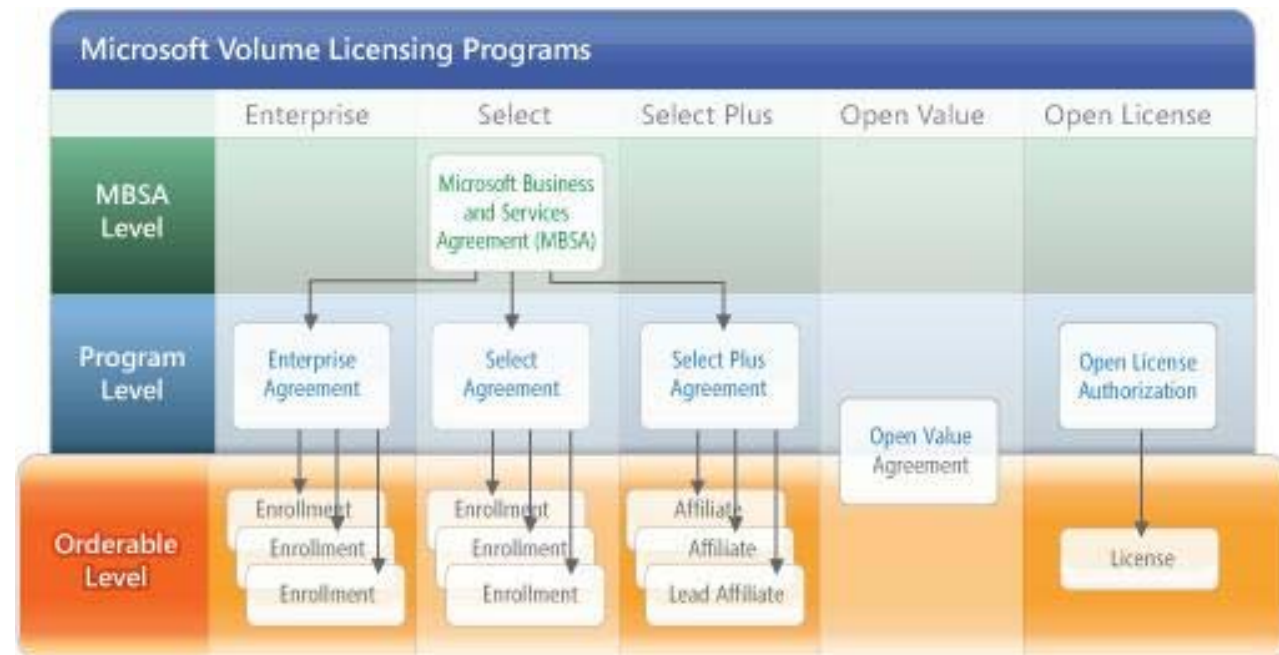 Microsoft Volume Licensing Programs
Enterprise
Select
Select Plus
Open Value
Open License
MBSA
Level
Microsoft Business
and Services
Agreement (MBSA)
Program
Level
Enterprise
Agreement
Select
Agreement
Select Plus
Agreement
Open Value
Agreement
Open License
Authorization
Orderable
Level
Enrollment
Enrollment
Enrollment
Enrollment
Enrollment
Enrollment
Affiliate
Affiliate
Lead Affiliate
License